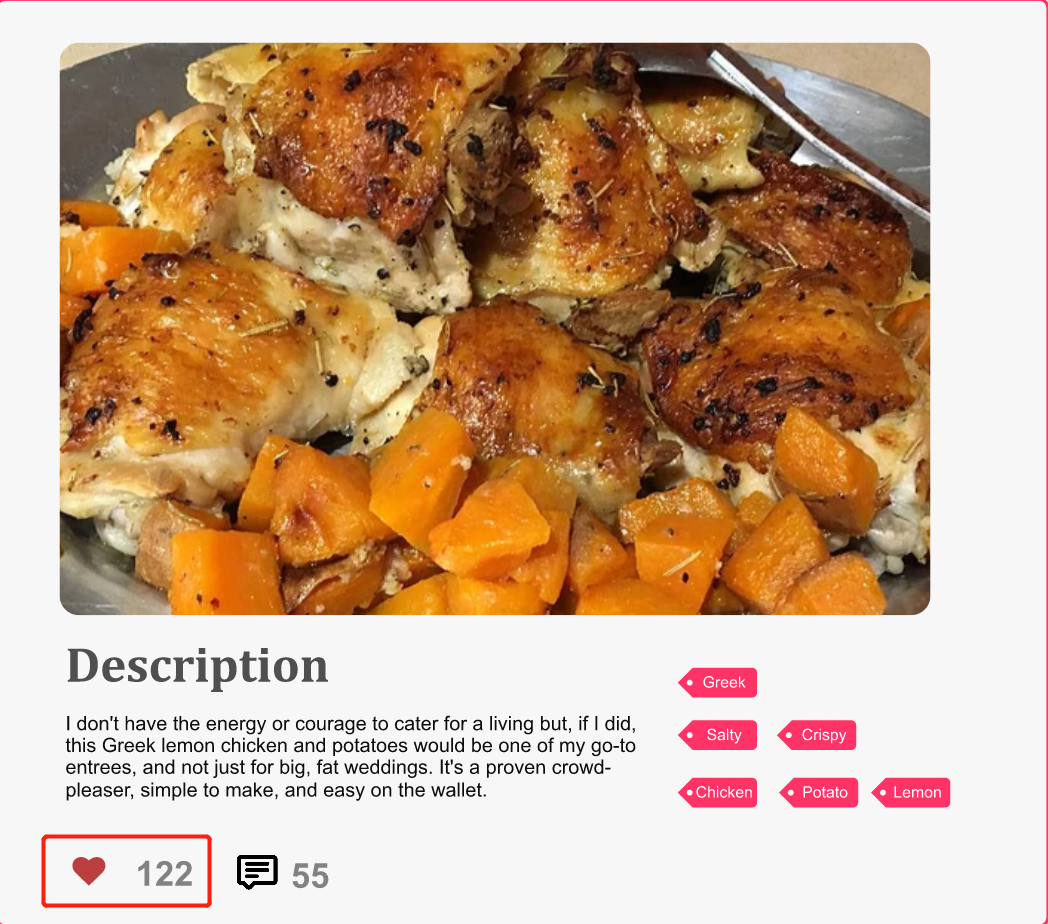 Description
I don't have the energy or courage to cater for a living but, if I did,
this Greek lemon chicken and potatoes would be one of my go-to
entrees, and not just for big, fat weddings. It's a proven crowd-
pleaser, simple to make, and easy on the wallet.
Greek
Salty Crispy
Chicken Potato Lemon
122 55